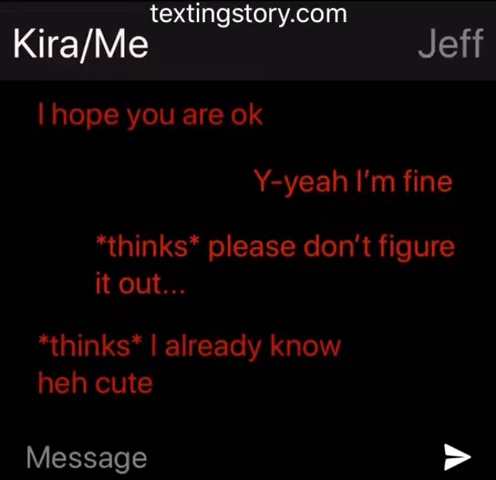 textingstory.com
Kira/Me
Jeff
I hope you are ok
Y-yeah I'm fine
*thinks* please don't figure
it out...
*thinks* I already know
heh cute
Message